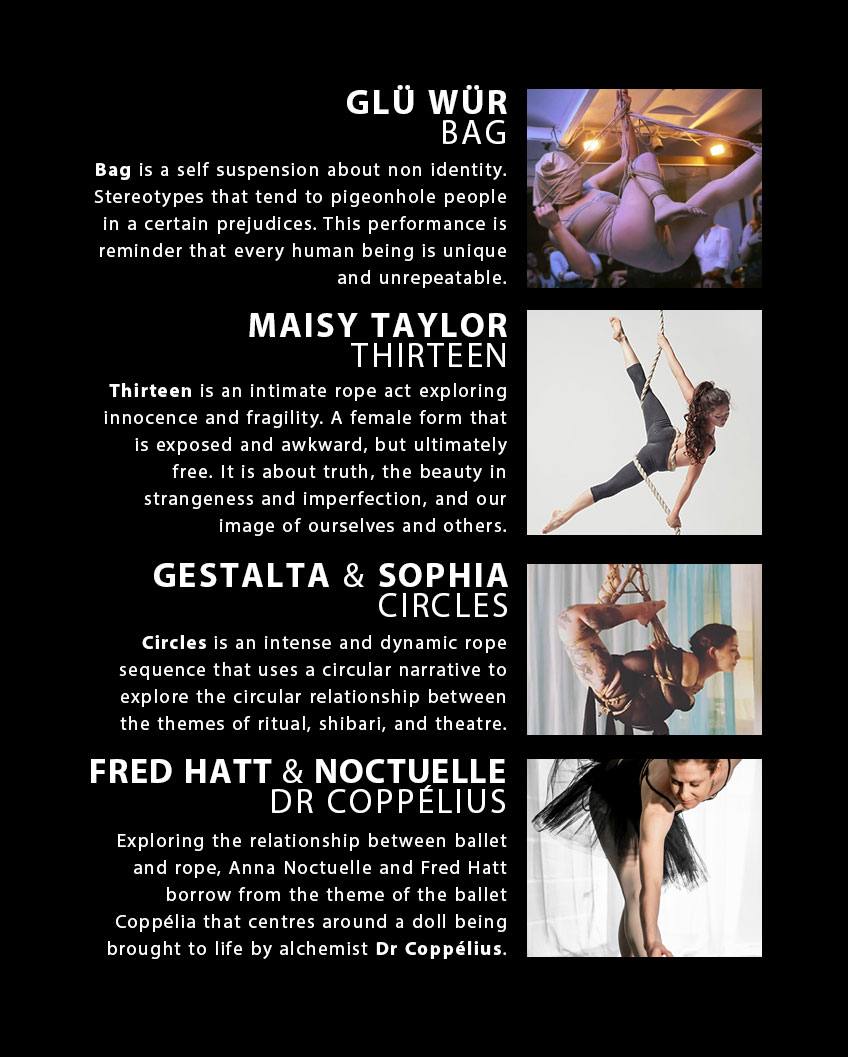 GLÜ WÜR
BAG
Bag is a self suspension about non identity.
Stereotypes that tend to pigeonhole people
in a certain prejudices. This performance is
reminder that every human being is unique
and unrepeatable.
MAISY TAYLOR
THIRTEEN
Thirteen is an intimate rope act exploring
innocence and fragility. A female form that
is exposed and awkward, but ultimately
free. It is about truth, the beauty in
strangeness and imperfection, and our
image of ourselves and others.
GESTALTA & SOPHIA
CIRCLES
Circles is an intense and dynamic rope
sequence that uses a circular narrative to
explore the circular relationship between
the themes of ritual, shibari, and theatre.
FRED HATT & NOCTUELLE
DR COPPÉLIUS
Exploring the relationship between ballet
and rope, Anna Noctuelle and Fred Hatt
borrow from the theme of the ballet
Coppélia that centres around a doll being
brought to life by alchemist Dr Coppélius.